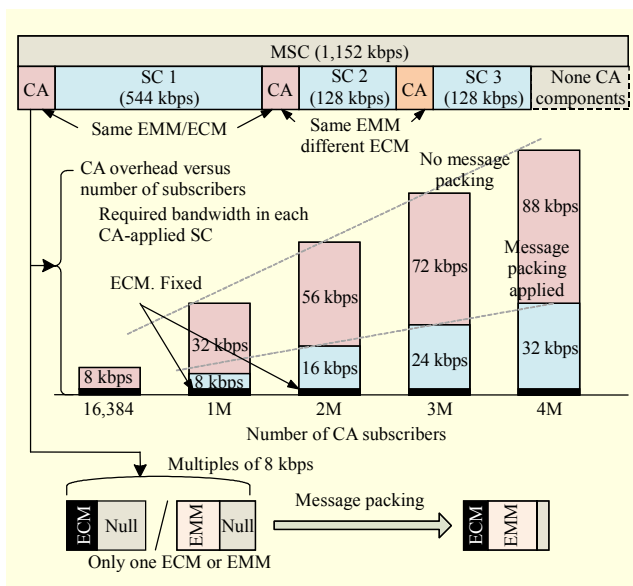 MSC (1,152 kbps)
CA
SC 1
(544 kbps)
CA
SC 2
(128 kbps)
CA
SC 3
(128 kbps)
None CA
components
Same EMM/ECM
Same EMM
different ECM
CA overhead versus
number of subscribers
Required bandwidth in each
CA-applied SC
No message
packing
Message
packing
applied
ECM. Fixed
8 kbps
32 kbps
8 kbps
56 kbps
16 kbps
72 kbps
24 kbps
88 kbps
32 kbps
16,384
1M
2M
3M
4M
Number of CA subscribers
Multiples of 8 kbps
ECM
Null
EMM
Null
Only one ECM or EMM
Message packing
ECM
EMM